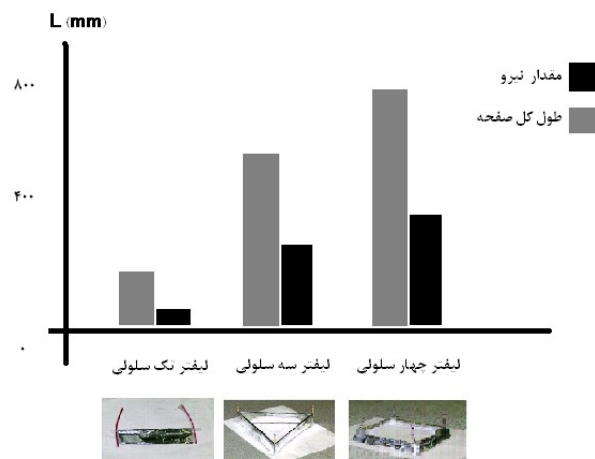 L (mm)
مقدار نیرو
طول کل صفحه
۸۰۰
۴۰۰
۰
لیفتر تک سلولی
لیفتر سه سلولی
لیفتر چهار سلولی